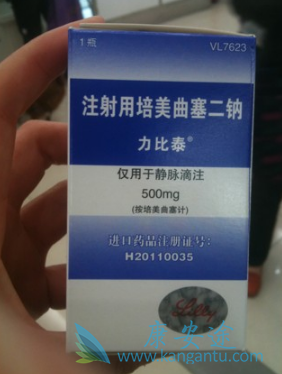 1瓶 VL7623
注射用培美曲塞二钠
力比泰®
仅用于静脉滴注
500mg
(按培美曲塞计)
进口药品注册证号:
H20110035
Lilly
康安途
www.kangantu.com